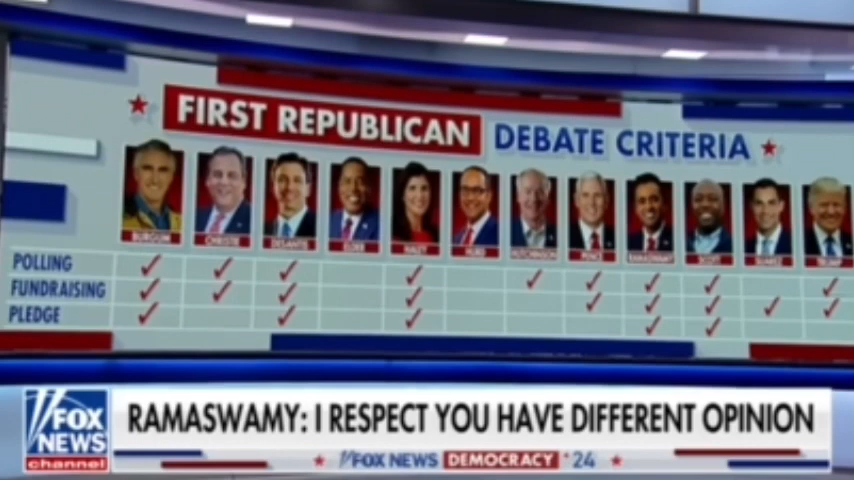 FIRST REPUBLICAN DEBATE CRITERIA
BURGUM CHRISTIE DESANTIS ELDER HALEY HURD HUTCHINSON PENCE RAMASWAMY SCOTT SUAREZ TRUMP
POLLING
FUNDRAISING
PLEDGE
FOX
NEWS
channel
RAMASWAMY: I RESPECT YOU HAVE DIFFERENT OPINION
FOX NEWS DEMOCRACY '24